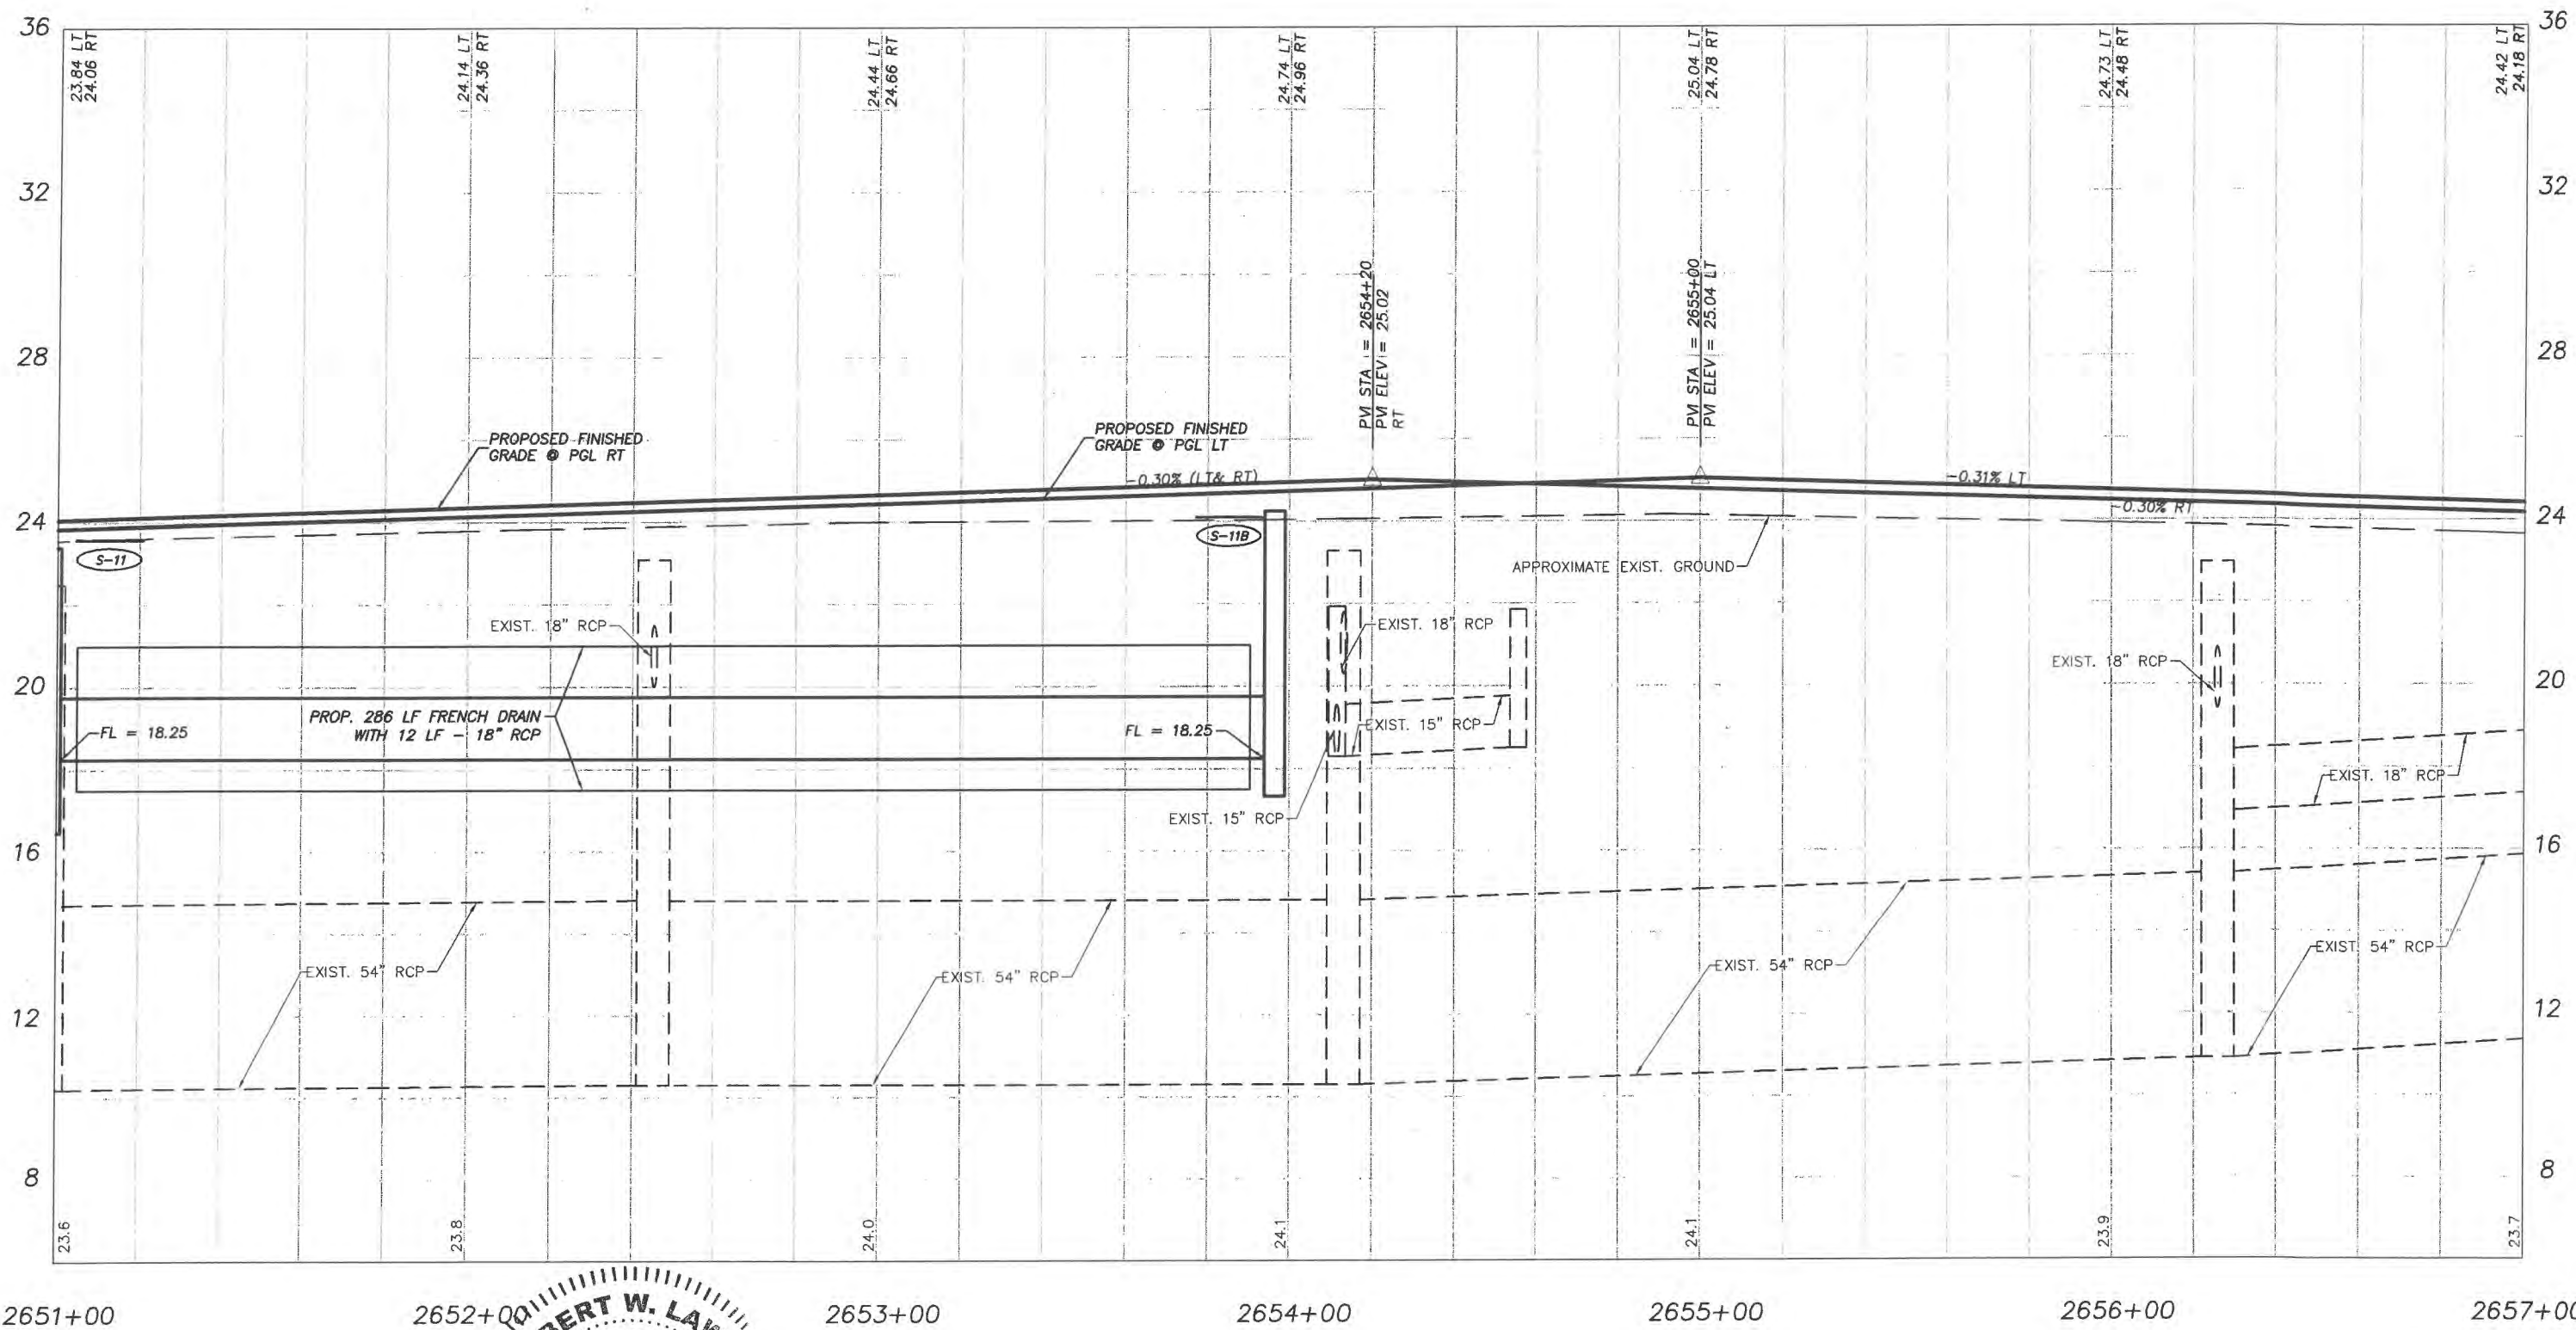 36
36
23.84 LT
24.06 RT
24.14 LT
24.36 RT
24.44 LT
24.66 RT
24.74 LT
24.96 RT
25.04 LT
24.78 RT
24.73 LT
24.48 RT
24.42 LT
24.18 RT
32
32
28
28
PVI STA = 2654+20
PVI ELEV = 25.02
RT
PVI STA = 2655+00
PVI ELEV = 25.04 LT
PROPOSED FINISHED
GRADE @ PGL RT
PROPOSED FINISHED
GRADE @ PGL LT
-0.30% (LT& RT)
-0.31% LT
-0.30% RT
24
24
S-11
S-11B
APPROXIMATE EXIST. GROUND
EXIST. 18" RCP
EXIST. 18" RCP
EXIST. 18" RCP
20
20
PROP. 286 LF FRENCH DRAIN
WITH 12 LF - 18" RCP
FL = 18.25
FL = 18.25
EXIST. 15" RCP
EXIST. 15" RCP
EXIST. 18" RCP
16
16
EXIST. 54" RCP
EXIST. 54" RCP
EXIST. 54" RCP
EXIST. 54" RCP
12
12
8
8
23.6
23.8
24.0
24.1
24.1
23.9
23.7
2651+00
2652+00
2653+00
2654+00
2655+00
2656+00
2657+00
BERT W. LAW